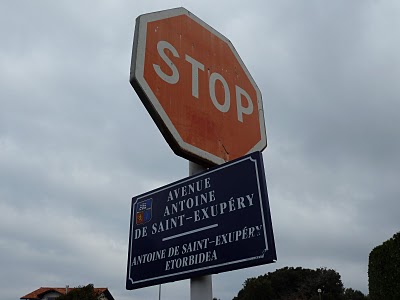 STOP
AVENUE
ANTOINE
DE SAINT-EXUPÉRY
ANTOINE DE SAINT-EXUPÉRY
ETORBIDEA